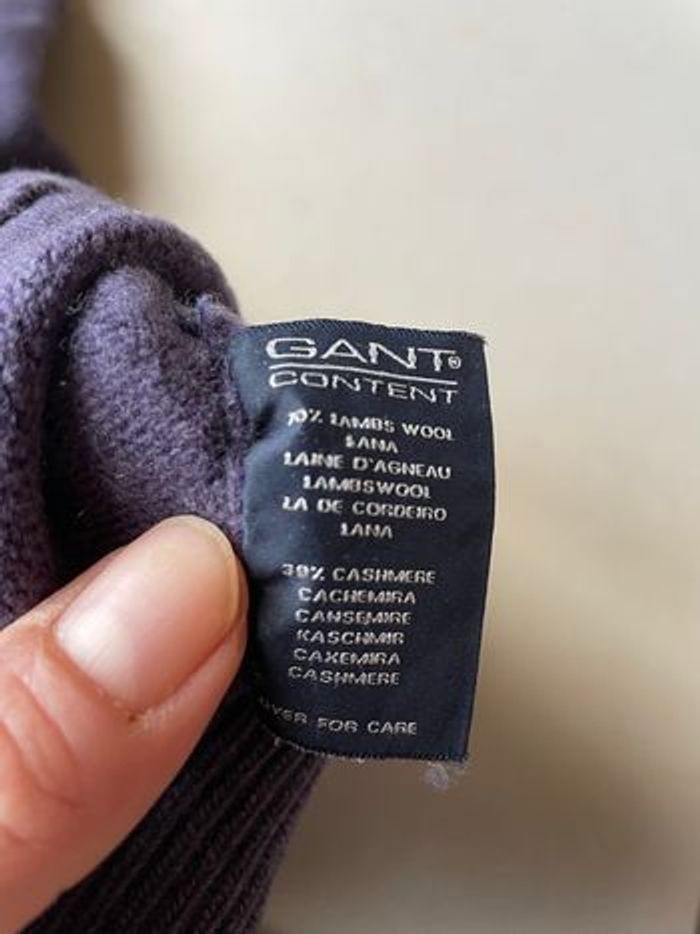 GANT®
CONTENT
70% LAMBS WOOL
LANA
LAINE D'AGNEAU
LAMBSWOOL
LA DE CORDEIRO
LANA
30% CASHMERE
CACHEMIRA
CANSEMIRE
KASCHMIR
CAXEMIRA
CASHMERE
FOR CARE